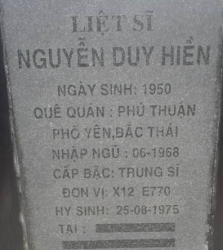 LIỆT SĨ
NGUYỄN DUY HIỀN
NGÀY SINH: 1950
QUÊ QUÁN : PHÚ THUẬN
PHỔ YÊN, BẮC THÁI
NHẬP NGŨ : 06-1968
CẤP BẬC: TRUNG SĨ
ĐƠN VỊ: X12 E770
HY SINH: 25-08-1975
TẠI :